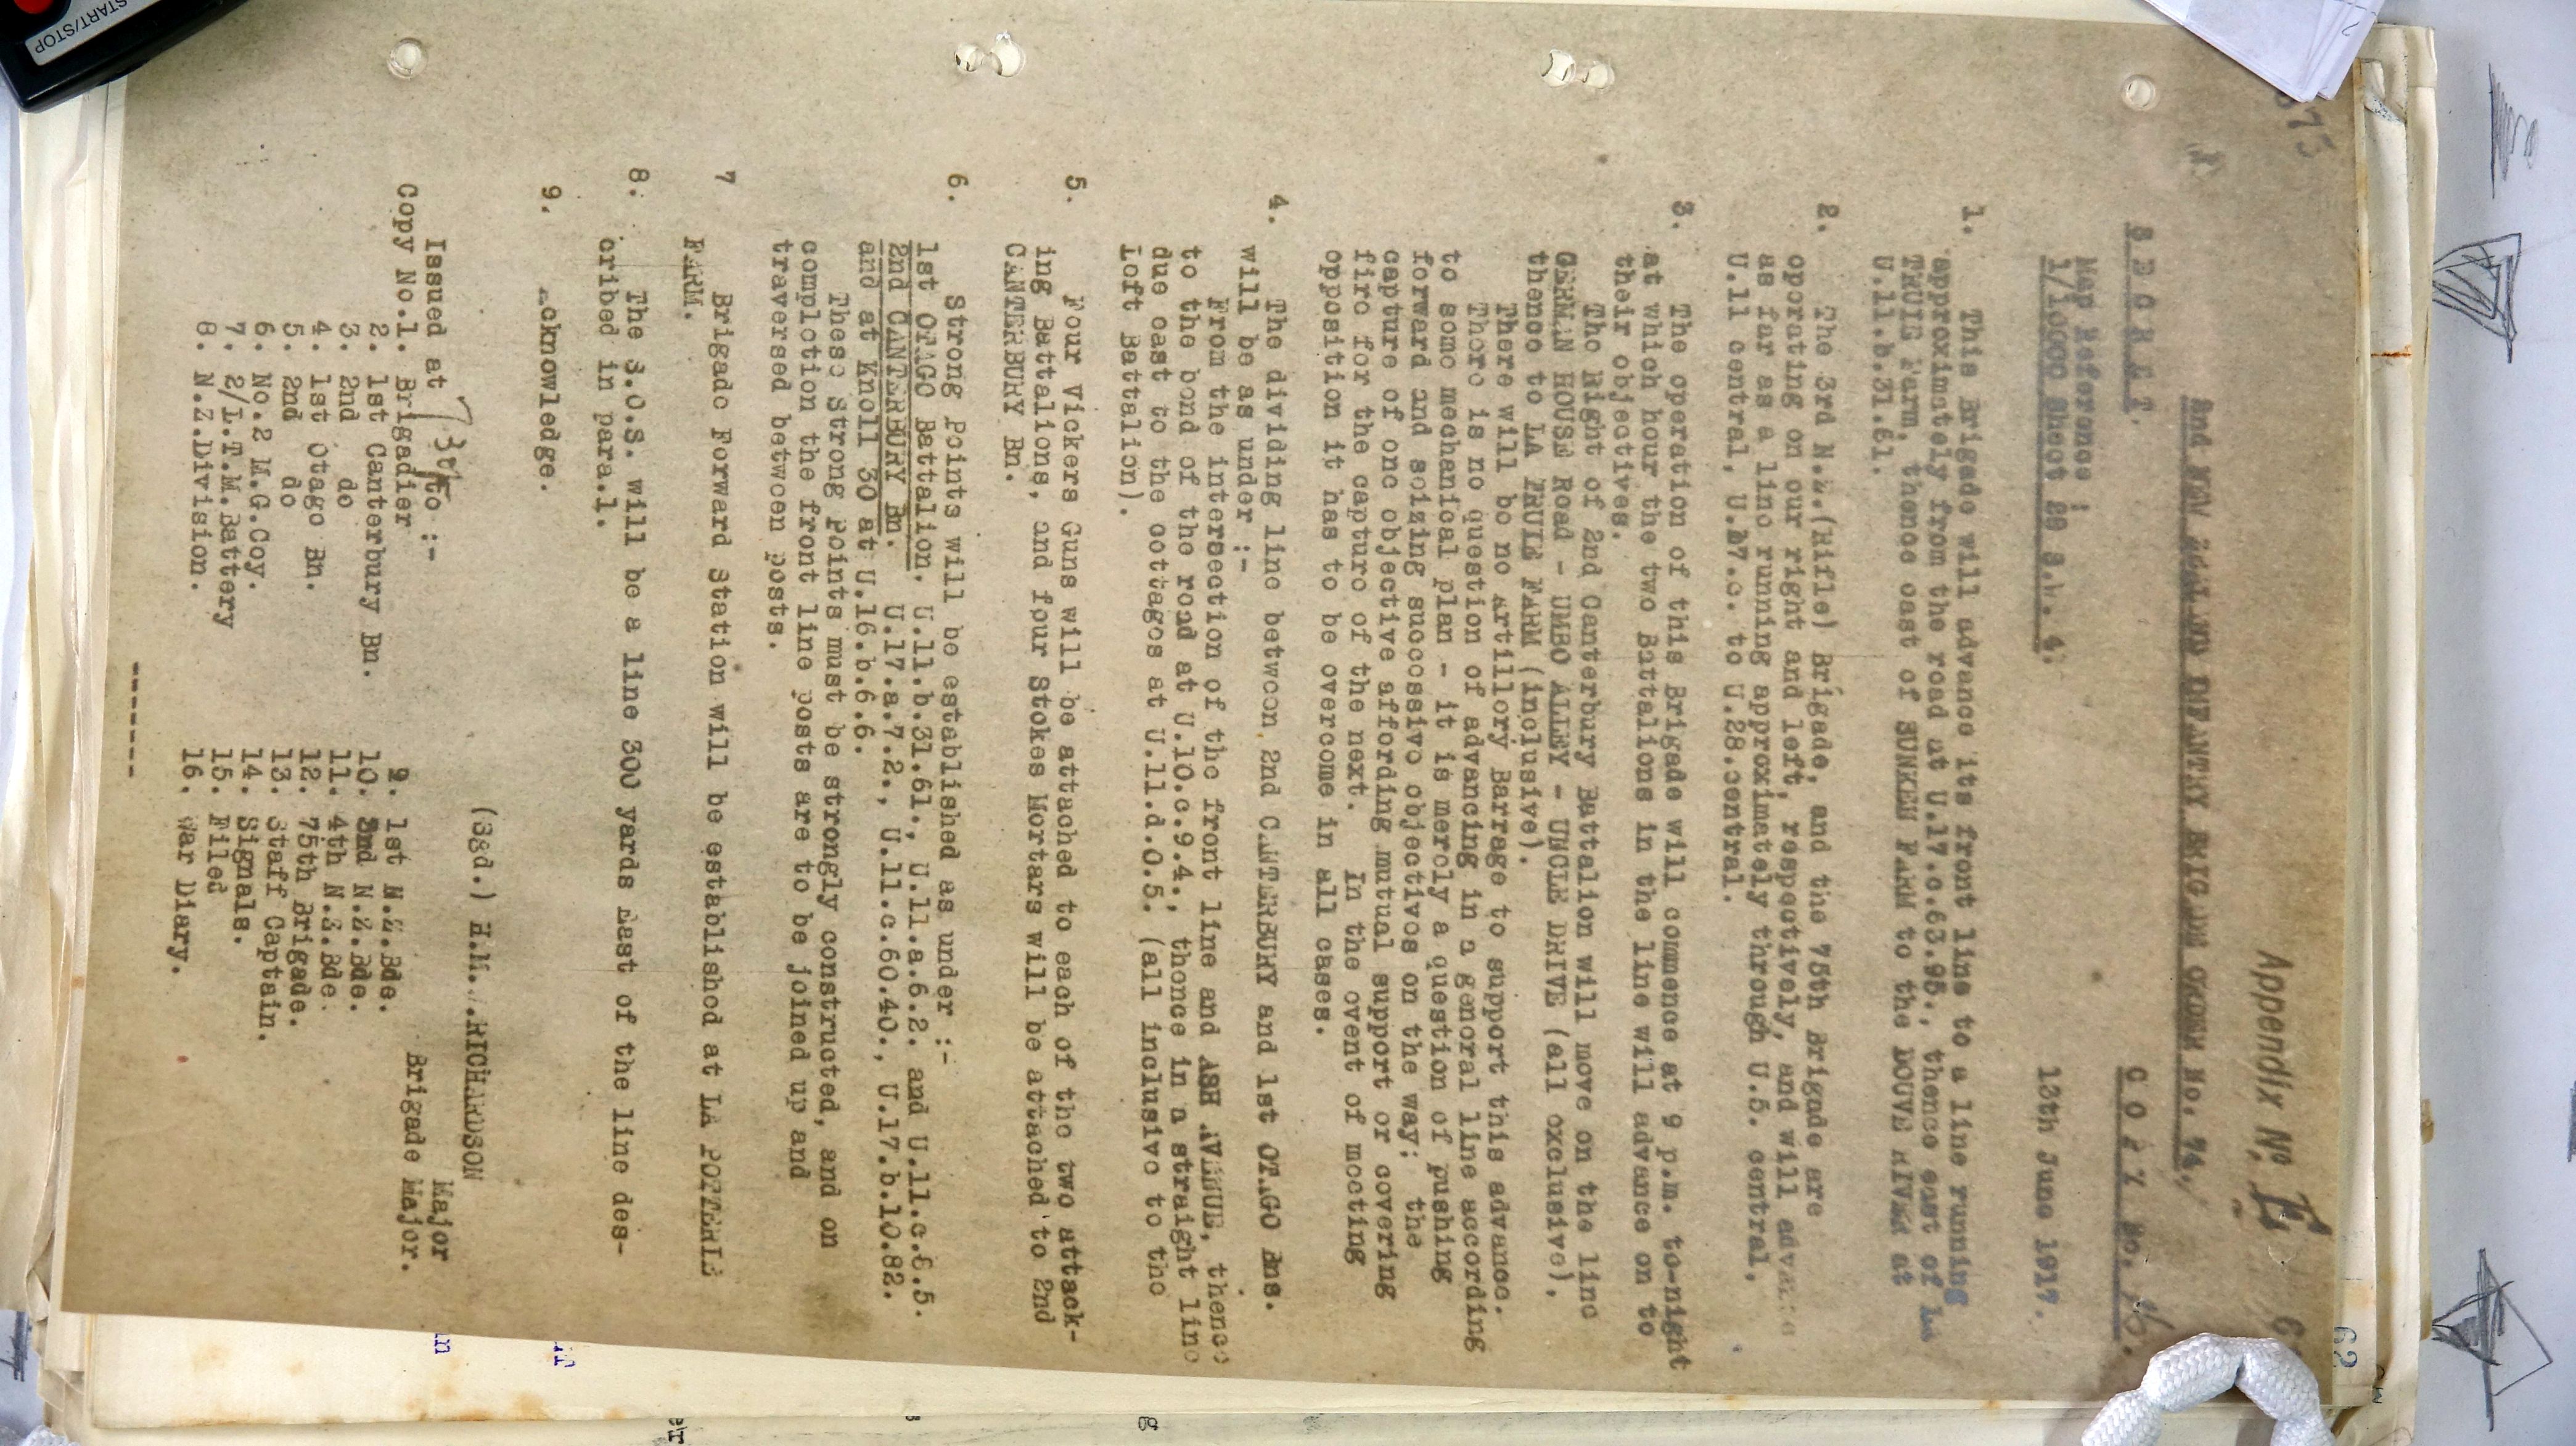 Appendix No. II
2nd NEW ZEALAND INFANTRY BRIGADE ORDER No. 74.
S E C R E T.
C O P Y No. 16.
Map Reference :
1/10000 Sheet 28 S.W. 4.
13th June 1917.
1. This Brigade will advance its front line to a line running
approximately from the road at U.17.c.63.95., thence east of LA
TRUIE Farm, thence east of SUNKEN FARM to the DOUVE RIVER at
U.11.b.31.61.
2. The 3rd N.Z.(Rifle) Brigade, and the 75th Brigade are
operating on our right and left, respectively, and will advance
as far as a line running approximately through U.5. central,
U.11 central, U.17.c. to U.28.central.
3. The operation of this Brigade will commence at 9 p.m. to-night
at which hour the two Battalions in the line will advance on to
their objectives.
The Right of 2nd Canterbury Battalion will move on the line
GERMAN HOUSE Road - UMBO ALLEY - UNCLE DRIVE (all exclusive),
thence to LA TRUIE FARM (inclusive).
There will be no Artillery Barrage to support this advance.
There is no question of advancing in a general line according
to some mechanical plan - it is merely a question of pushing
forward and seizing successive objectives on the way; the
capture of one objective affording mutual support or covering
fire for the capture of the next. In the event of meeting
opposition it has to be overcome in all cases.
4. The dividing line between 2nd CANTERBURY and 1st OTAGO Bns.
will be as under :-
From the intersection of the front line and ASH AVENUE, thence
to the bend of the road at U.10.c.9.4., thence in a straight line
due east to the cottages at U.11.d.0.5. (all inclusive to the
Left Battalion).
5. Four Vickers Guns will be attached to each of the two attack-
ing Battalions, and four Stokes Mortars will be attached to 2nd
CANTERBURY Bn.
6. Strong Points will be established as under :-
1st OTAGO Battalion. U.11.b.31.61., U.11.a.6.2. and U.11.c.6.5.
2nd CANTERBURY Bn. U.17.a.7.2., U.11.c.60.40., U.17.b.10.82.
and at Knoll 30 at U.16.b.6.6.
These Strong Points must be strongly constructed, and on
completion the front line posts are to be joined up and
traversed between posts.
7 Brigade Forward Station will be established at LA POTTERIE
FARM.
8. The S.O.S. will be a line 300 yards East of the line des-
cribed in para.1.
9. Acknowledge.
(Sgd.) H.M.W.RICHARDSON
Major
Brigade Major.
Issued at to :-
Copy No.1. Brigadier
2. 1st Canterbury Bn.
3. 2nd do
4. 1st Otago Bn.
5. 2nd do
6. No.2 M.G.Coy.
7. 2/L.T.M.Battery
8. N.Z.Division.
9. 1st N.Z.Bde.
10. 3rd N.Z.Bde.
11. 4th N.Z.Bde.
12. 75th Brigade.
13. Staff Captain.
14. Signals.
15. Filed
16. War Diary.
-------
62
START/STOP